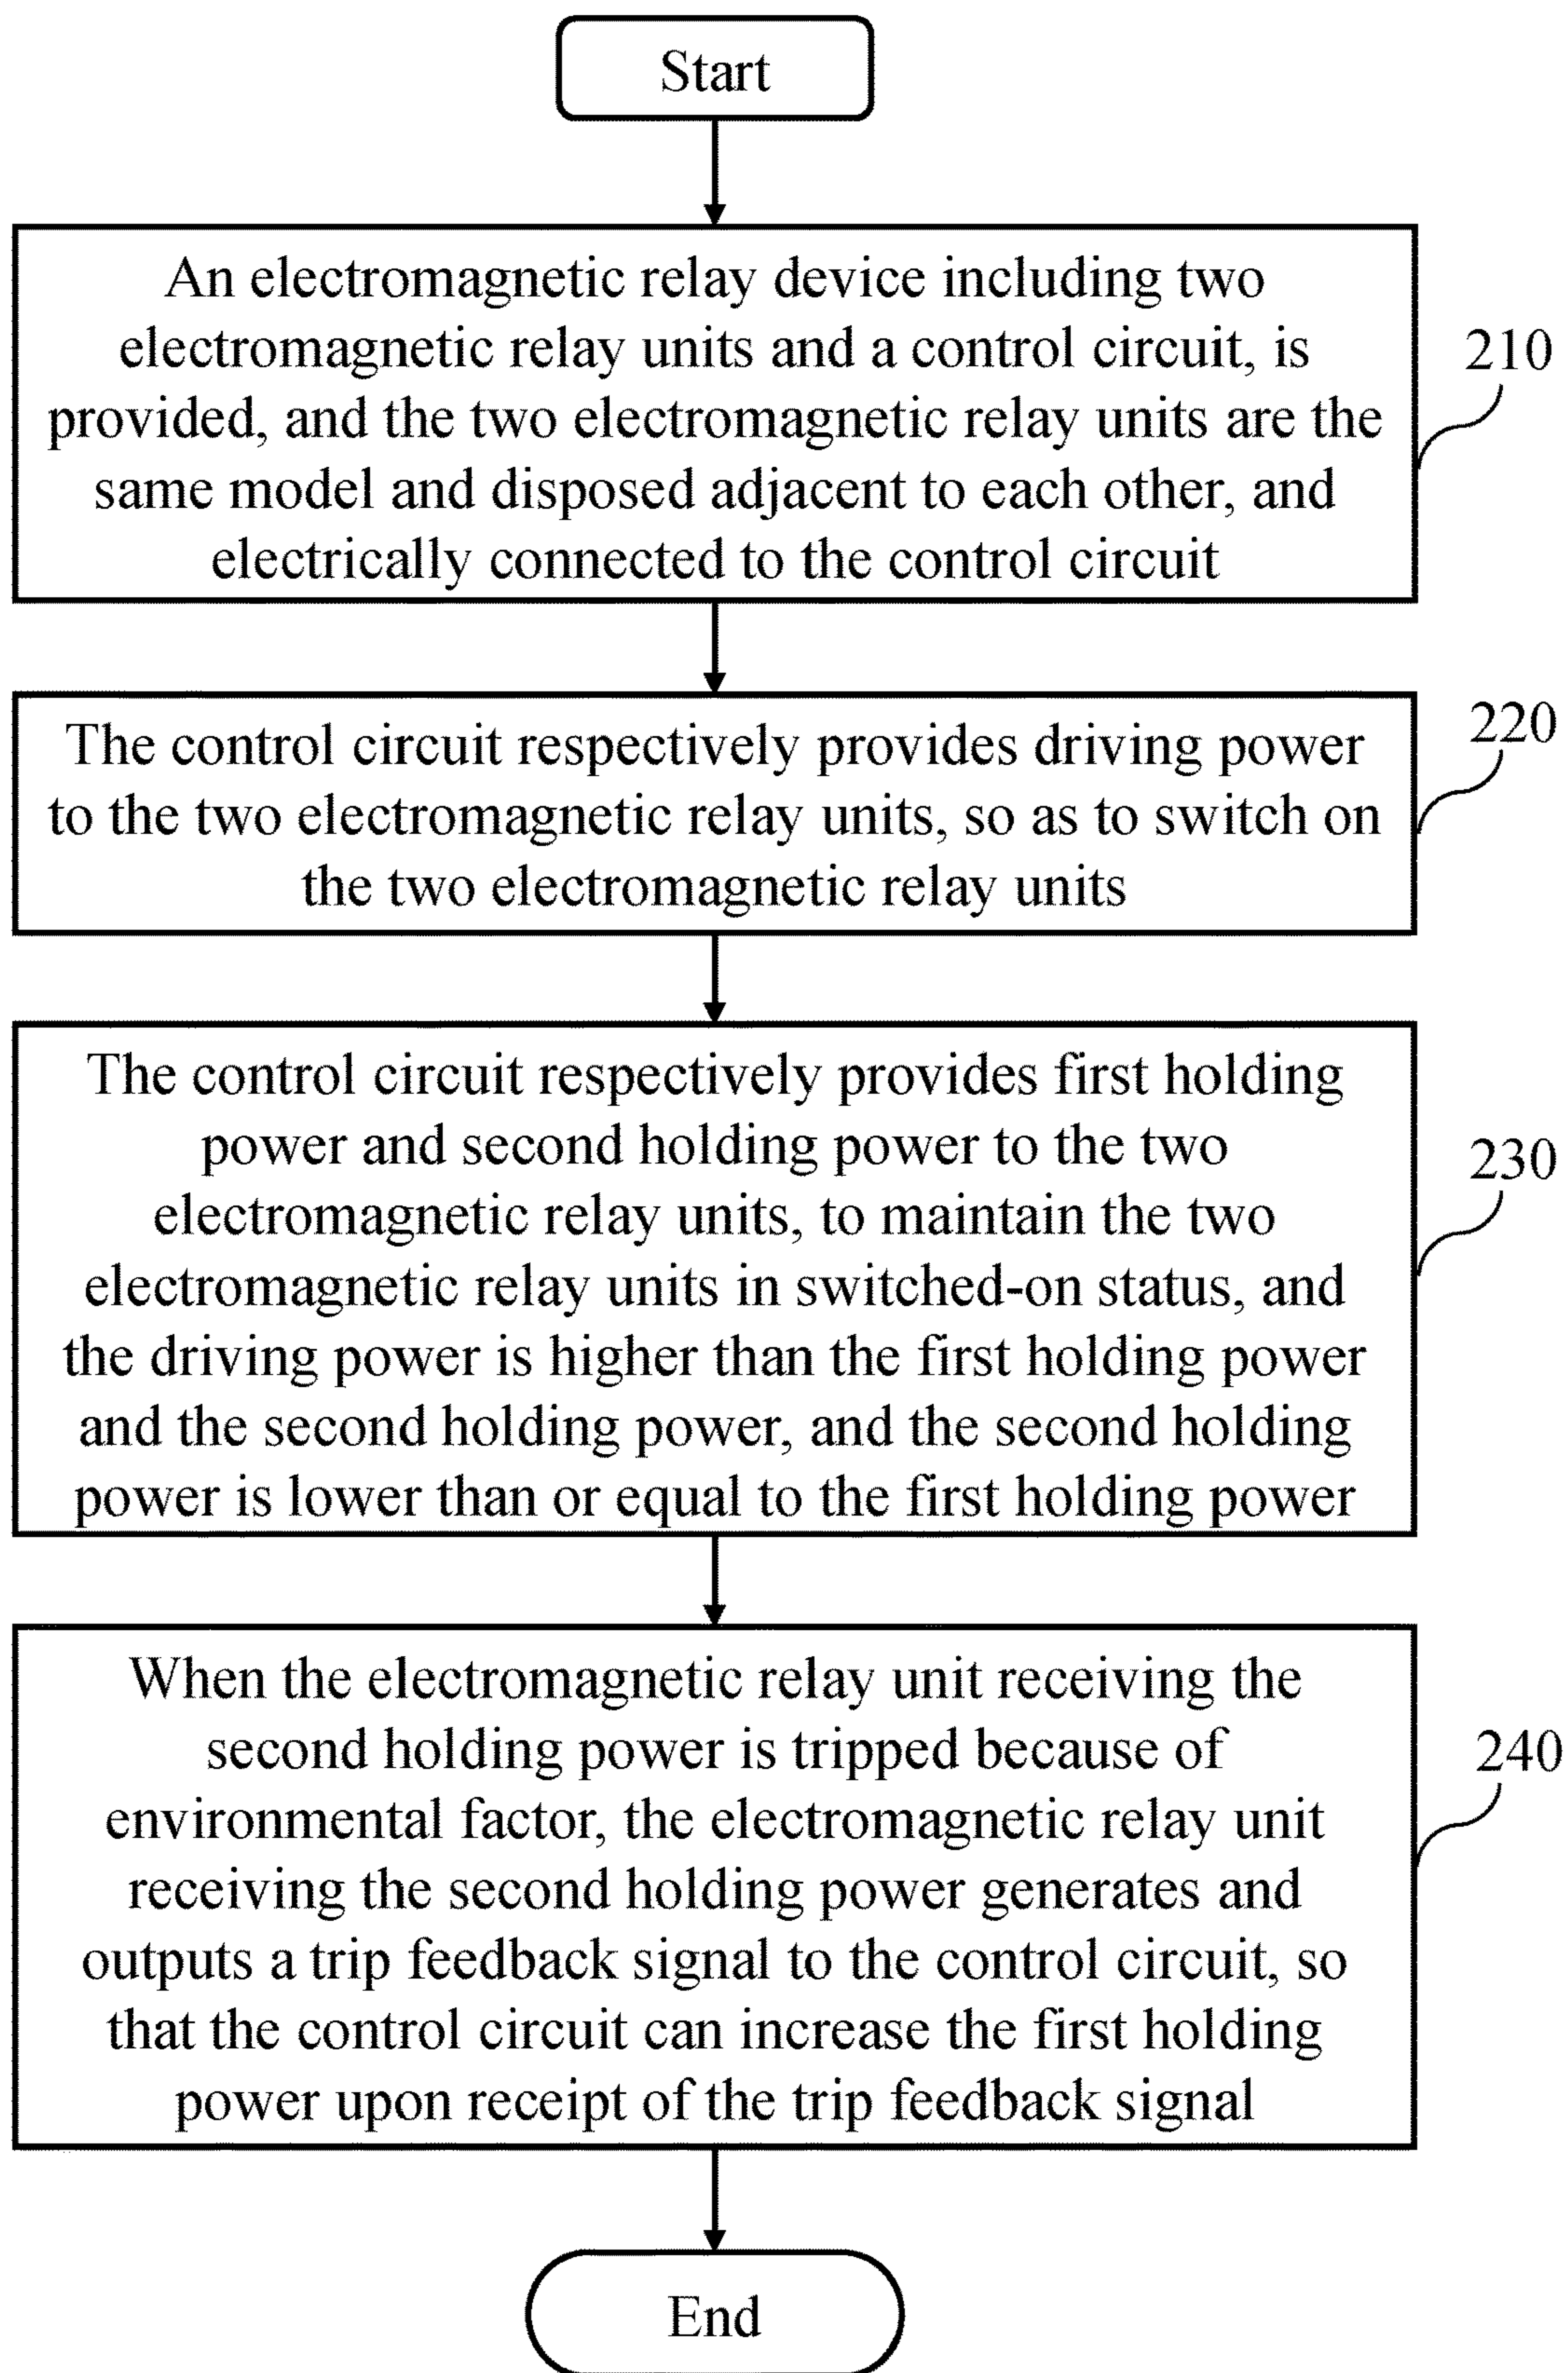 Start
An electromagnetic relay device including two
electromagnetic relay units and a control circuit, is
provided, and the two electromagnetic relay units are the
same model and disposed adjacent to each other, and
electrically connected to the control circuit
210
The control circuit respectively provides driving power
to the two electromagnetic relay units, so as to switch on
the two electromagnetic relay units
220
The control circuit respectively provides first holding
power and second holding power to the two
electromagnetic relay units, to maintain the two
electromagnetic relay units in switched-on status, and
the driving power is higher than the first holding power
and the second holding power, and the second holding
power is lower than or equal to the first holding power
230
When the electromagnetic relay unit receiving the
second holding power is tripped because of
environmental factor, the electromagnetic relay unit
receiving the second holding power generates and
outputs a trip feedback signal to the control circuit, so
that the control circuit can increase the first holding
power upon receipt of the trip feedback signal
240
End